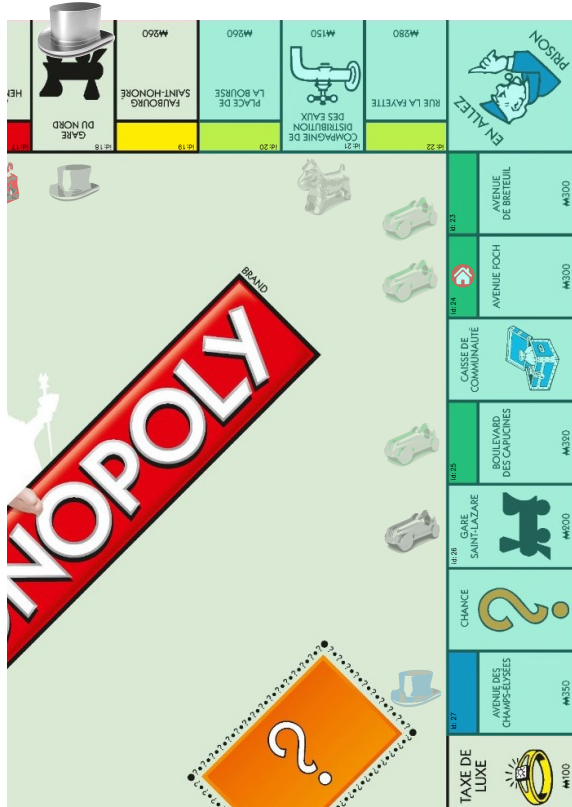 ₩260
₩260
₩150
₩280
GARE
DU NORD
FAUBOURG
SAINT-HONORÉ
PLACE DE
LA BOURSE
COMPAGNIE DE
DISTRIBUTION
DES EAUX
RUE LA FAYETTE
EN ALLEZ
PRISON
id: 18
id: 19
id: 20
id: 21
id: 22
id: 23
AVENUE
DE BRETEUIL
₩300
id: 24
AVENUE FOCH
₩300
CAISSE DE
COMMUNAUTÉ
id: 25
BOULEVARD
DES CAPUCINES
₩320
id: 26
GARE
SAINT-LAZARE
₩200
CHANCE
?
id: 27
AVENUE DES
CHAMPS-ÉLYSÉES
₩350
TAXE DE
LUXE
₩100
BRAND
NOPOLY
?